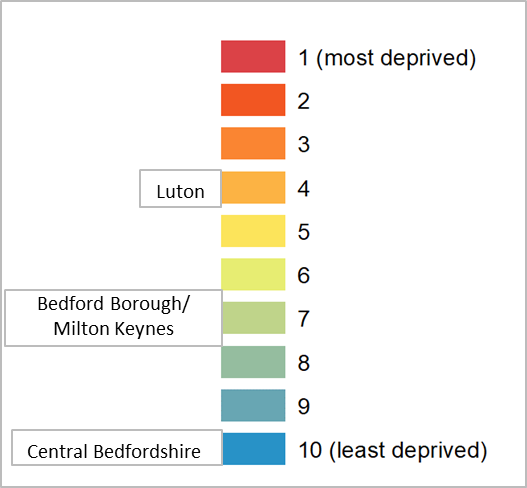 1 (most deprived)
2
3
Luton
4
5
6
Bedford Borough/
Milton Keynes
7
8
9
Central Bedfordshire
10 (least deprived)